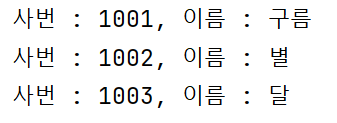 사번 : 1001, 이름 : 구름
사번 : 1002, 이름 : 별
사번 : 1003, 이름 : 달